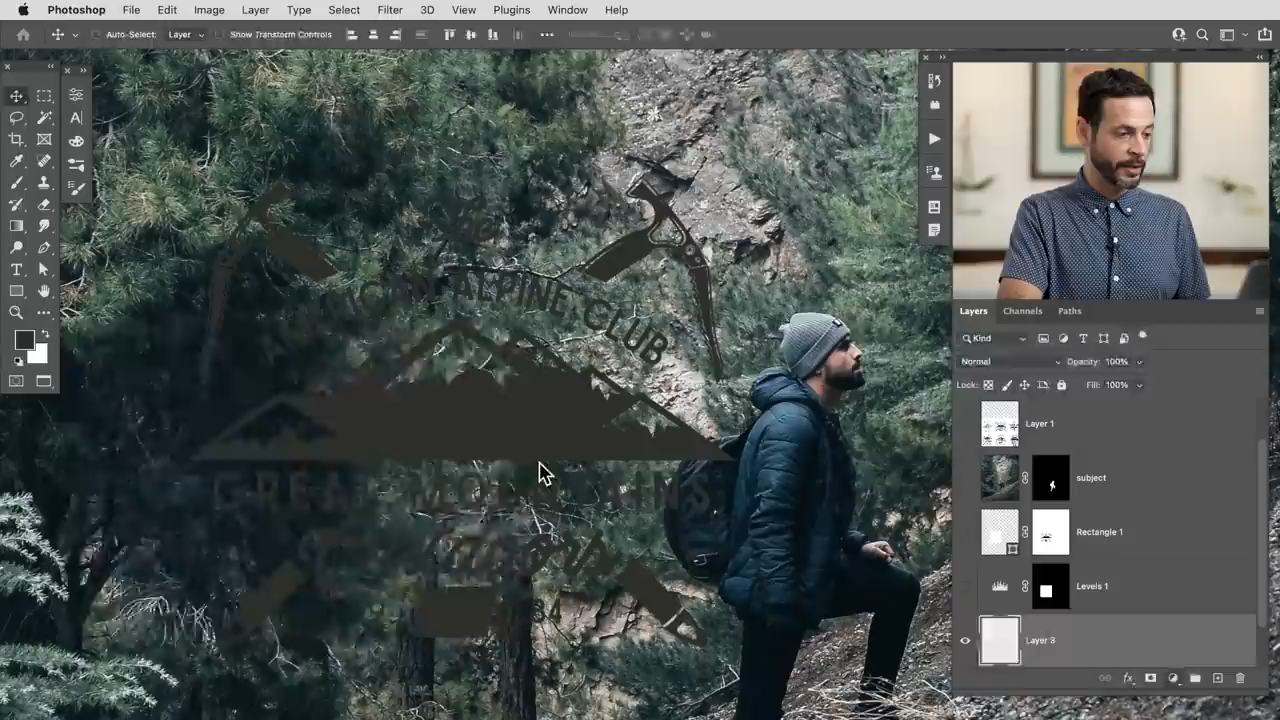 Photoshop File Edit Image Layer Type Select Filter 3D View Plugins Window Help
Auto-Select: Layer Show Transform Controls
ALPINE CLUB
GREAT MOUNTAINS
Layers Channels Paths
Kind
Normal Opacity: 100%
Lock: Fill: 100%
Layer 1
subject
Rectangle 1
Levels 1
Layer 3